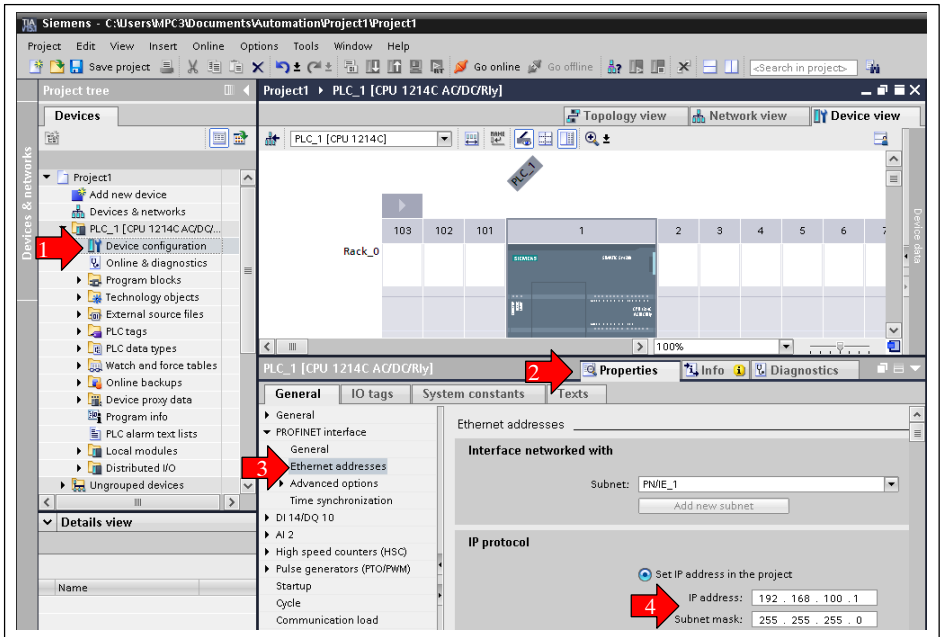 Siemens - C:\Users\MPC3\Documents\Automation\Project1\Project1
Project Edit View Insert Online Options Tools Window Help
Save project Go online Go offline <Search in project>
Project tree
Project1 PLC_1 [CPU 1214C AC/DC/Rly]
Devices
Topology view Network view Device view
PLC_1 [CPU 1214C]
Devices & networks
Project1
Add new device
Devices & networks
PLC_1 [CPU 1214C AC/DC/...
1 Device configuration
Online & diagnostics
Program blocks
Technology objects
External source files
PLC tags
PLC data types
Watch and force tables
Online backups
Device proxy data
Program info
PLC alarm text lists
Local modules
Distributed I/O
Ungrouped devices
Details view
Name
PLC_1
103 102 101 1 2 3 4 5 6 7
Rack_0
SIEMENS
Device data
100%
PLC_1 [CPU 1214C AC/DC/Rly]
2 Properties Info Diagnostics
General IO tags System constants Texts
General
PROFINET interface
General
3 Ethernet addresses
Advanced options
Time synchronization
DI 14/DQ 10
AI 2
High speed counters (HSC)
Pulse generators (PTO/PWM)
Startup
Cycle
Communication load
Ethernet addresses
Interface networked with
Subnet: PN/IE_1
Add new subnet
IP protocol
Set IP address in the project
IP address: 192 . 168 . 100 . 1
4
Subnet mask: 255 . 255 . 255 . 0